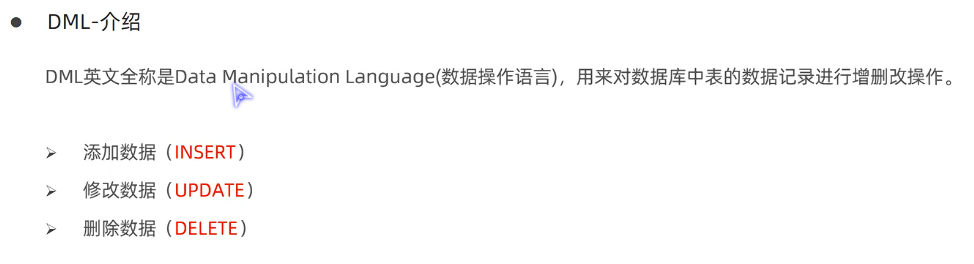 DML-介绍
DML英文全称是Data Manipulation Language(数据操作语言)，用来对数据库中表的数据记录进行增删改操作。
添加数据（INSERT）
修改数据（UPDATE）
删除数据（DELETE）